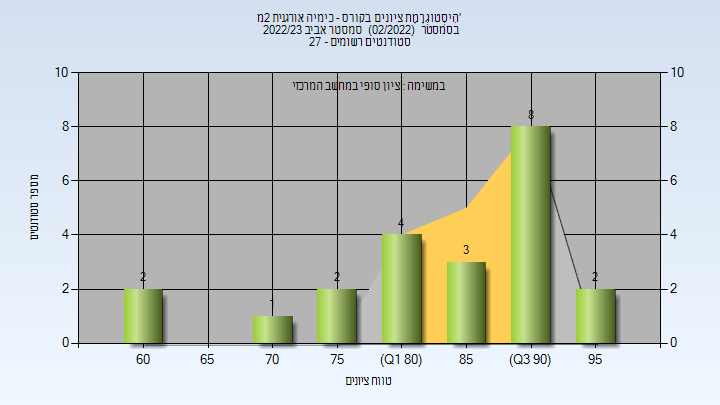 היסטוגרמת ציונים בקורס - כימיה אורגנית 2מ'
בסמסטר (02/2022) סמסטר אביב 2022/23
סטודנטים רשומים - 27
במשימה : ציון סופי במחשב המרכזי
10 10
8 8
6 6
4 4
2 2
0 0
2 1 2 4 3 8 2
60 65 70 75 (Q1 80) 85 (Q3 90) 95
מספר סטודנטים
טווח ציונים